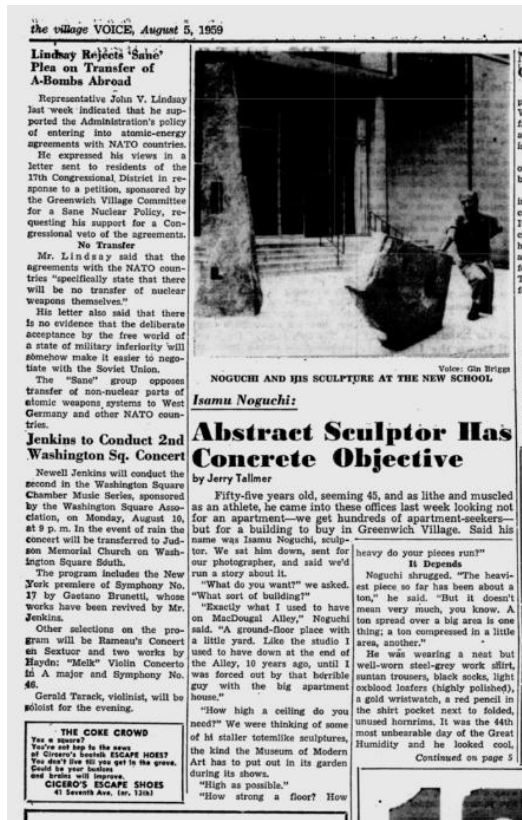 the village VOICE, August 5, 1959
Lindsay Rejects 'Sane'
Plea on Transfer of
A-Bombs Abroad
Representative John V. Lindsay
last week indicated that he sup-
ported the Administration's policy
of entering into atomic-energy
agreements with NATO countries.
He expressed his views in a
letter sent to residents of the
17th Congressional District in re-
sponse to a petition, sponsored by
the Greenwich Village Committee
for a Sane Nuclear Policy, re-
questing his support for a Con-
gressional veto of the agreements.
No Transfer
Mr. Lindsay said that the
agreements with the NATO coun-
tries "specifically state that there
will be no transfer of nuclear
weapons themselves."
His letter also said that there
is no evidence that the deliberate
acceptance by the free world of
a state of military inferiority will
somehow make it easier to nego-
tiate with the Soviet Union.
The "Sane" group opposes
transfer of non-nuclear parts of
atomic weapons systems to West
Germany and other NATO coun-
tries.
Jenkins to Conduct 2nd
Washington Sq. Concert
Newell Jenkins will conduct the
second in the Washington Square
Chamber Music Series, sponsored
by the Washington Square Asso-
ciation, on Monday, August 10,
at 9 p. m. In the event of rain the
concert will be transferred to Jud-
son Memorial Church on Wash-
ington Square South.
The program includes the New
York premiere of Symphony No.
17 by Gaetano Brunetti, whose
works have been revived by Mr.
Jenkins.
Other selections on the pro-
gram will be Rameau's Concert
en Sextuor and two works by
Haydn: "Melk" Violin Concerto
in A major and Symphony No.
46.
Gerald Tarack, violinist, will be
soloist for the evening.
THE COKE CROWD
You a square?
You're not hep to the news
of Cicero's bootsik ESCAPE HOES?
You don't live till you get in the grave.
Could be your bunions
and brains will improve.
CICERO'S ESCAPE SHOES
41 Seventh Ave, (nr. 13th)
Voice: Gin Briggs
NOGUCHI AND HIS SCULPTURE AT THE NEW SCHOOL
Isamu Noguchi:
Abstract Sculptor Has
Concrete Objective
by Jerry Tallmer
Fifty-five years old, seeming 45, and as lithe and muscled
as an athlete, he came into these offices last week looking not
for an apartment—we get hundreds of apartment-seekers—
but for a building to buy in Greenwich Village. Said his
name was Isamu Noguchi, sculp-
tor. We sat him down, sent for
our photographer, and said we'd
run a story about it.
"What do you want?" we asked.
"What sort of building?"
"Exactly what I used to have
on MacDougal Alley," Noguchi
said. "A ground-floor place with
a little yard. Like the studio I
used to have down at the end of
the Alley, 10 years ago, until I
was forced out by that horrible
guy with the big apartment
house."
"How high a ceiling do you
need?" We were thinking of some
of hi staller totemlike sculptures,
the kind the Museum of Modern
Art has to put out in its garden
during its shows.
"High as possible."
"How strong a floor? How
heavy do your pieces run?"
It Depends
Noguchi shrugged, "The heavi-
est piece so far has been about a
ton," he said. "But it doesn't
mean very much, you know. A
ton spread over a big area is one
thing; a ton compressed in a little
area, another."
He was wearing a neat but
well-worn steel-grey work shirt,
suntan trousers, black socks, light
oxblood loafers (highly polished),
a gold wristwatch, a red pencil in
the shirt pocket next to folded,
unused hornrims. It was the 44th
most unbearable day of the Great
Humidity and he looked cool,
Continued on page 5